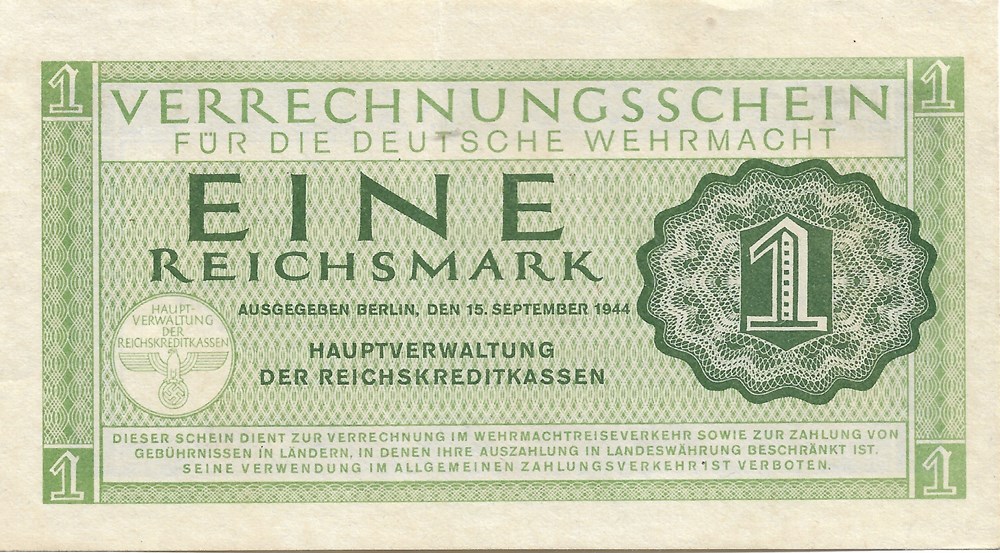 1
1
VERRECHNUNGSSCHEIN
FÜR DIE DEUTSCHE WEHRMACHT
EINE
REICHSMARK
1
AUSGEGEBEN BERLIN, DEN 15. SEPTEMBER 1944
HAUPT-
VERWALTUNG
DER
REICHSKREDITKASSEN
HAUPTVERWALTUNG
DER REICHSKREDITKASSEN
DIESER SCHEIN DIENT ZUR VERRECHNUNG IM WEHRMACHTREISEVERKEHR SOWIE ZUR ZAHLUNG VON
GEBÜHRNISSEN IN LÄNDERN, IN DENEN IHRE AUSZAHLUNG IN LANDESWÄHRUNG BESCHRÄNKT IST.
SEINE VERWENDUNG IM ALLGEMEINEN ZAHLUNGSVERKEHR IST VERBOTEN.
1
1